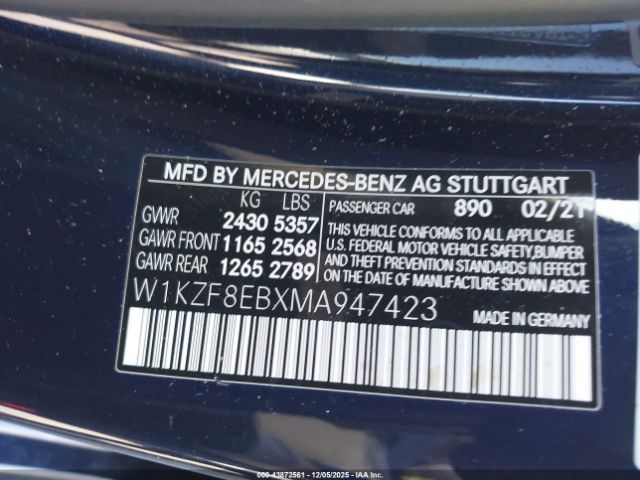 MFD BY MERCEDES-BENZ AG STUTTGART
KG LBS
GVWR 2430 5357
GAWR FRONT 1165 2568
GAWR REAR 1265 2789
PASSENGER CAR 890 02/21
THIS VEHICLE CONFORMS TO ALL APPLICABLE
U.S. FEDERAL MOTOR VEHICLE SAFETY,BUMPER
AND THEFT PREVENTION STANDARDS IN EFFECT
ON THE DATE OF MANUFACTURE SHOWN ABOVE.
W1KZF8EBXMA947423
MADE IN GERMANY
000-43872561 - 12/05/2025 - IAA